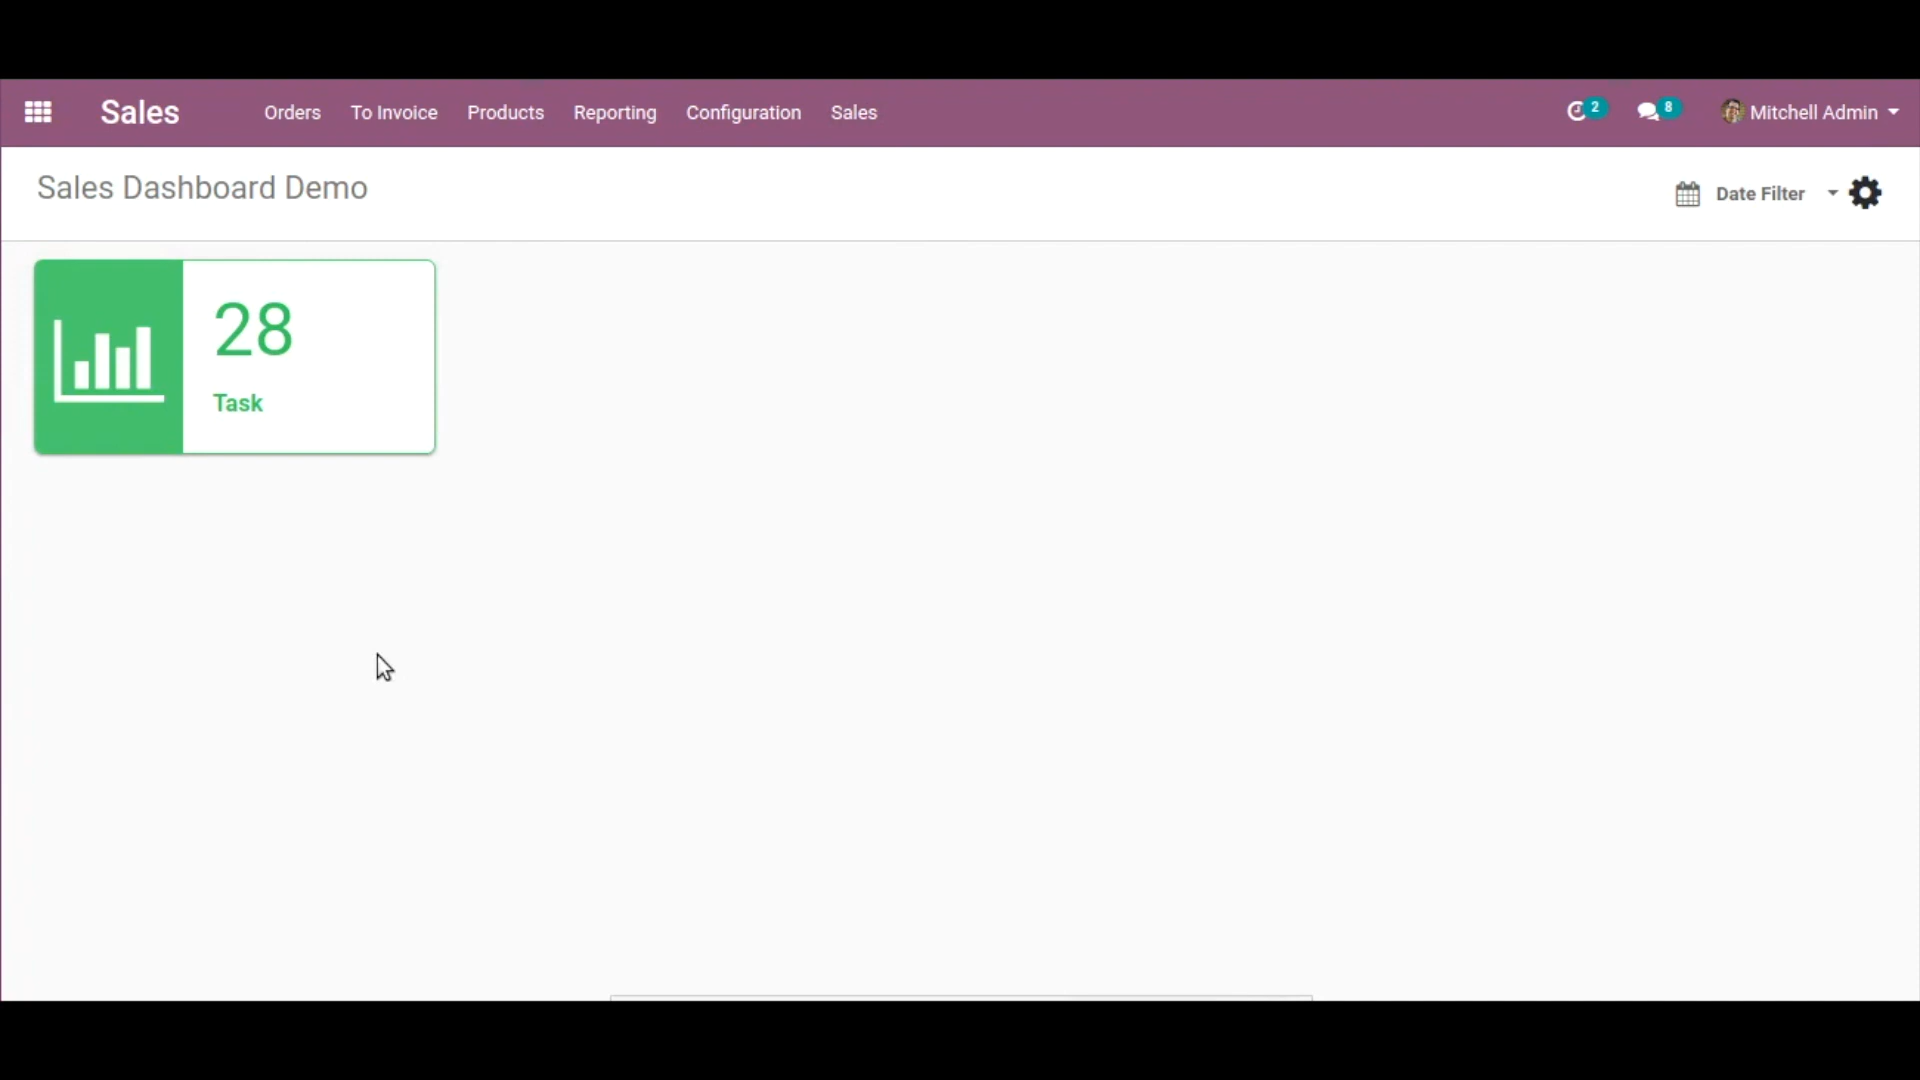 Sales Orders To Invoice Products Reporting Configuration Sales 2 8 Mitchell Admin
Sales Dashboard Demo Date Filter
28
Task